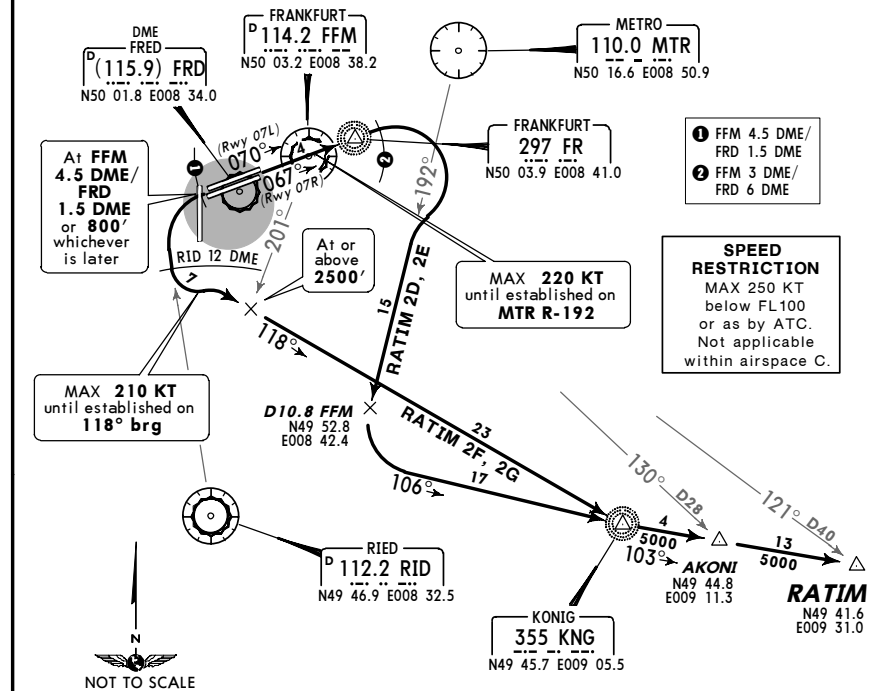 DME
FRED
D (115.9) FRD
N50 01.8 E008 34.0
FRANKFURT
D 114.2 FFM
N50 03.2 E008 38.2
METRO
110.0 MTR
N50 16.6 E008 50.9
FRANKFURT
297 FR
N50 03.9 E008 41.0
1 FFM 4.5 DME/
FRD 1.5 DME
2 FFM 3 DME/
FRD 6 DME
At FFM
4.5 DME/
FRD
1.5 DME
or 800'
whichever
is later
1
(Rwy 07L)
070°
4
067°
(Rwy 07R)
2
192°
201°
RID 12 DME
7
At or
above
2500'
MAX 220 KT
until established on
MTR R-192
SPEED
RESTRICTION
MAX 250 KT
below FL100
or as by ATC.
Not applicable
within airspace C.
118°
15
RATIM 2D, 2E
MAX 210 KT
until established on
118° brg
D10.8 FFM
N49 52.8
E008 42.4
23
RATIM 2F, 2G
17
106°
130° D28
121° D40
4
5000
103°
AKONI
N49 44.8
E009 11.3
13
5000
RATIM
N49 41.6
E009 31.0
RIED
D 112.2 RID
N49 46.9 E008 32.5
KONIG
355 KNG
N49 45.7 E009 05.5
N
NOT TO SCALE